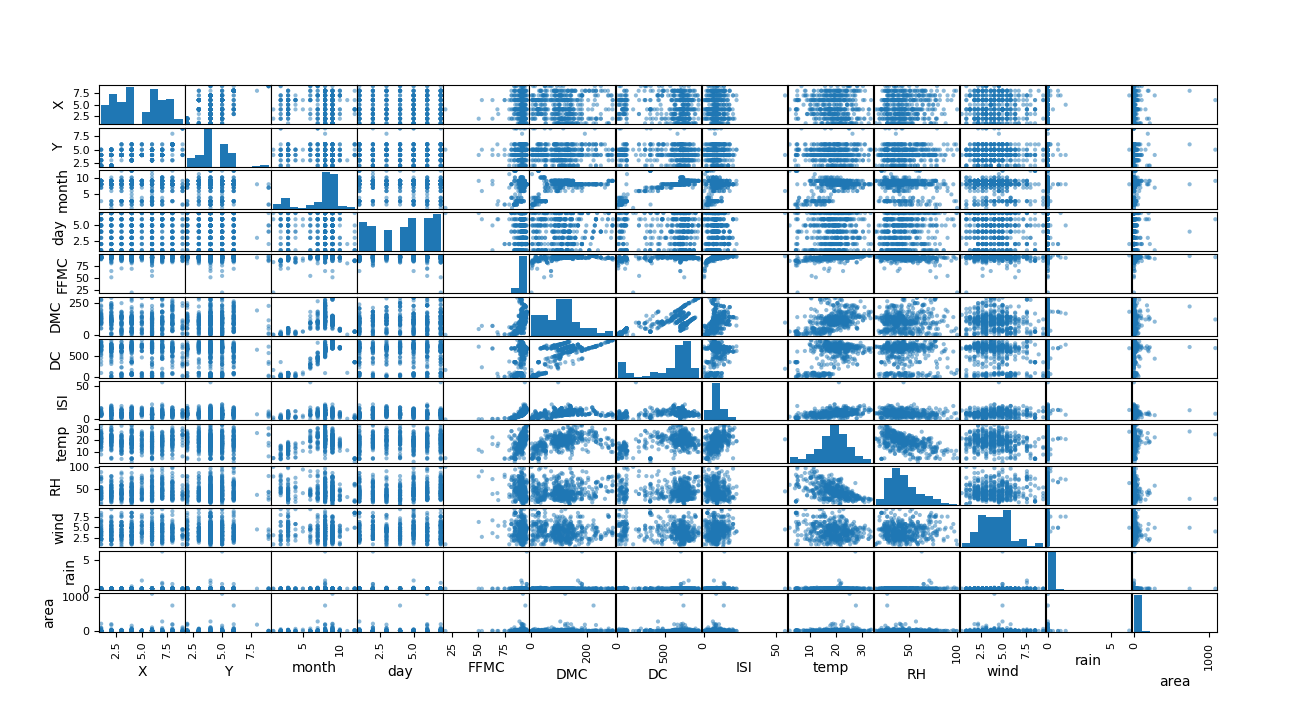 X 7.5 5.0 2.5
Y 7.5 5.0 2.5
month 10 5
day 5.0 2.5
FFMC 75 50 25
DMC 250 0
DC 500 0
ISI 50 0
temp 30 20 10
RH 100 50
wind 7.5 5.0 2.5
rain 5 0
area 1000 0
2.5 5.0 7.5 2.5 5.0 7.5 5 10 2.5 5.0 25 50 75 0 200 0 500 0 50 10 20 30 50 100 2.5 5.0 7.5 0 5 0 1000
X Y month day FFMC DMC DC ISI temp RH wind rain area